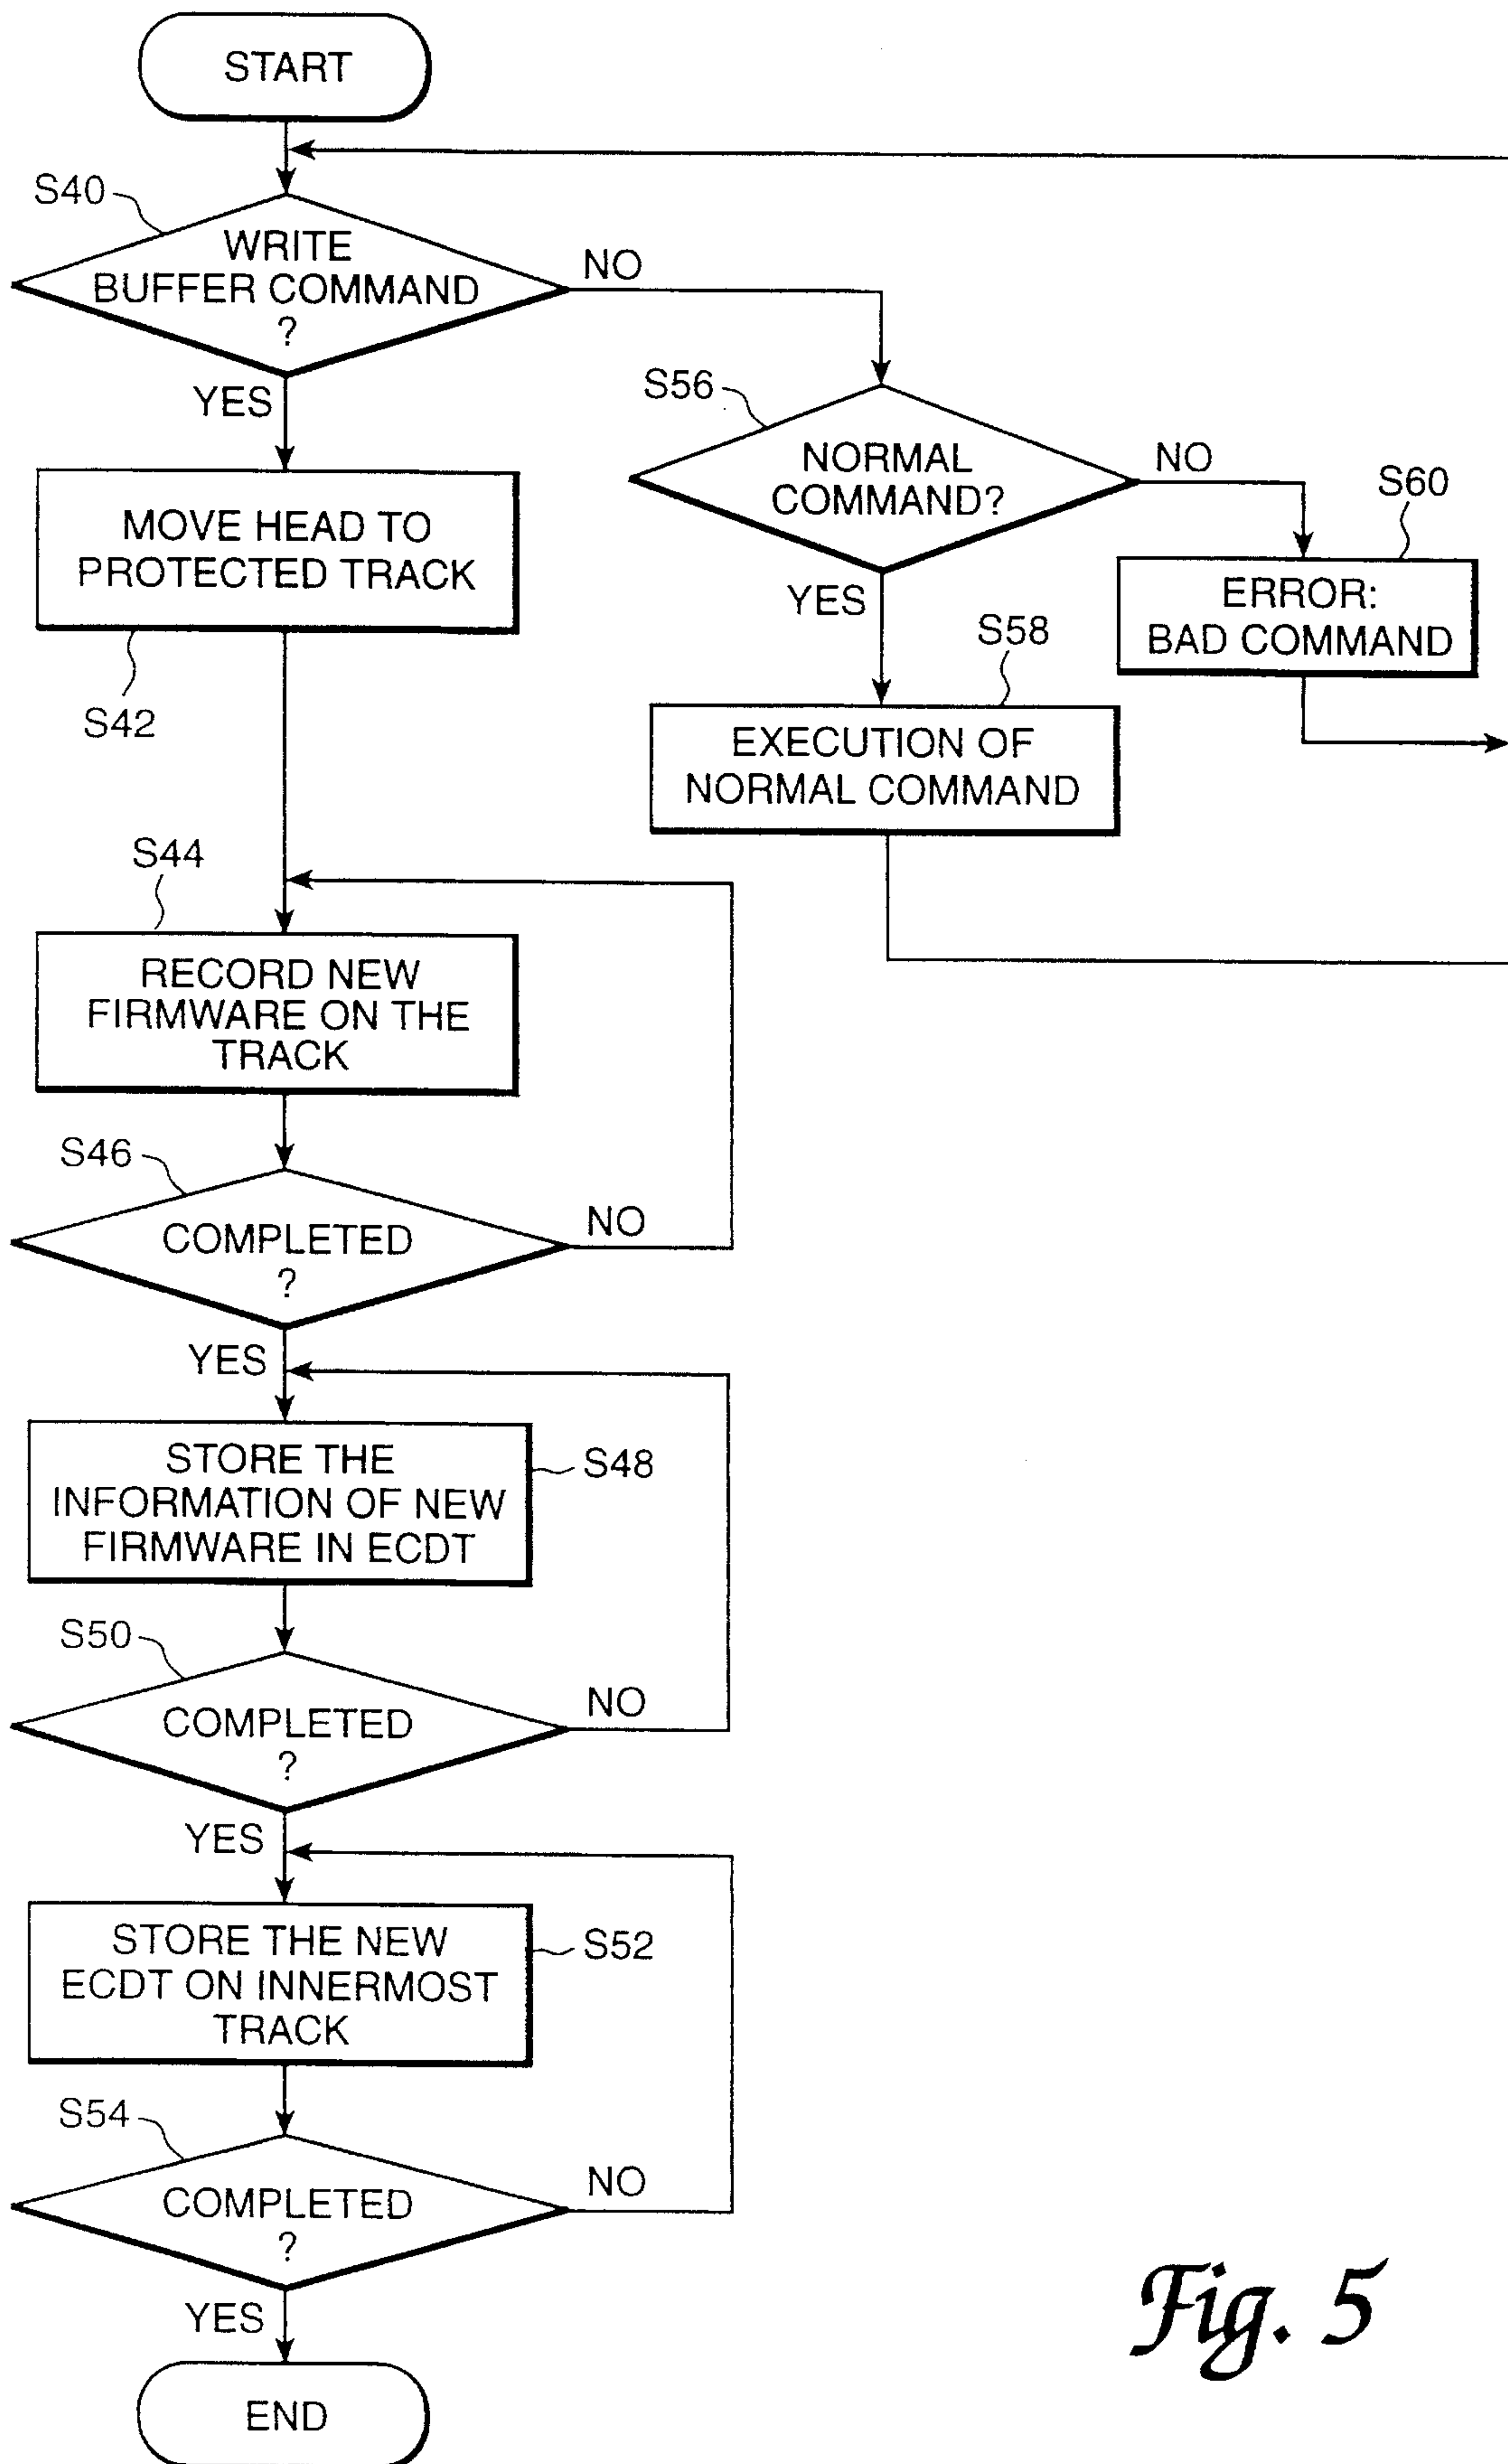 START
S40
WRITE
BUFFER COMMAND
?
NO
YES
S56
NORMAL
COMMAND?
NO
S60
ERROR:
BAD COMMAND
YES
S58
EXECUTION OF
NORMAL COMMAND
MOVE HEAD TO
PROTECTED TRACK
S42
S44
RECORD NEW
FIRMWARE ON THE
TRACK
S46
COMPLETED
?
NO
YES
STORE THE
INFORMATION OF NEW
FIRMWARE IN ECDT
S48
S50
COMPLETED
?
NO
YES
STORE THE NEW
ECDT ON INNERMOST
TRACK
S52
S54
COMPLETED
?
NO
YES
END
Fig. 5